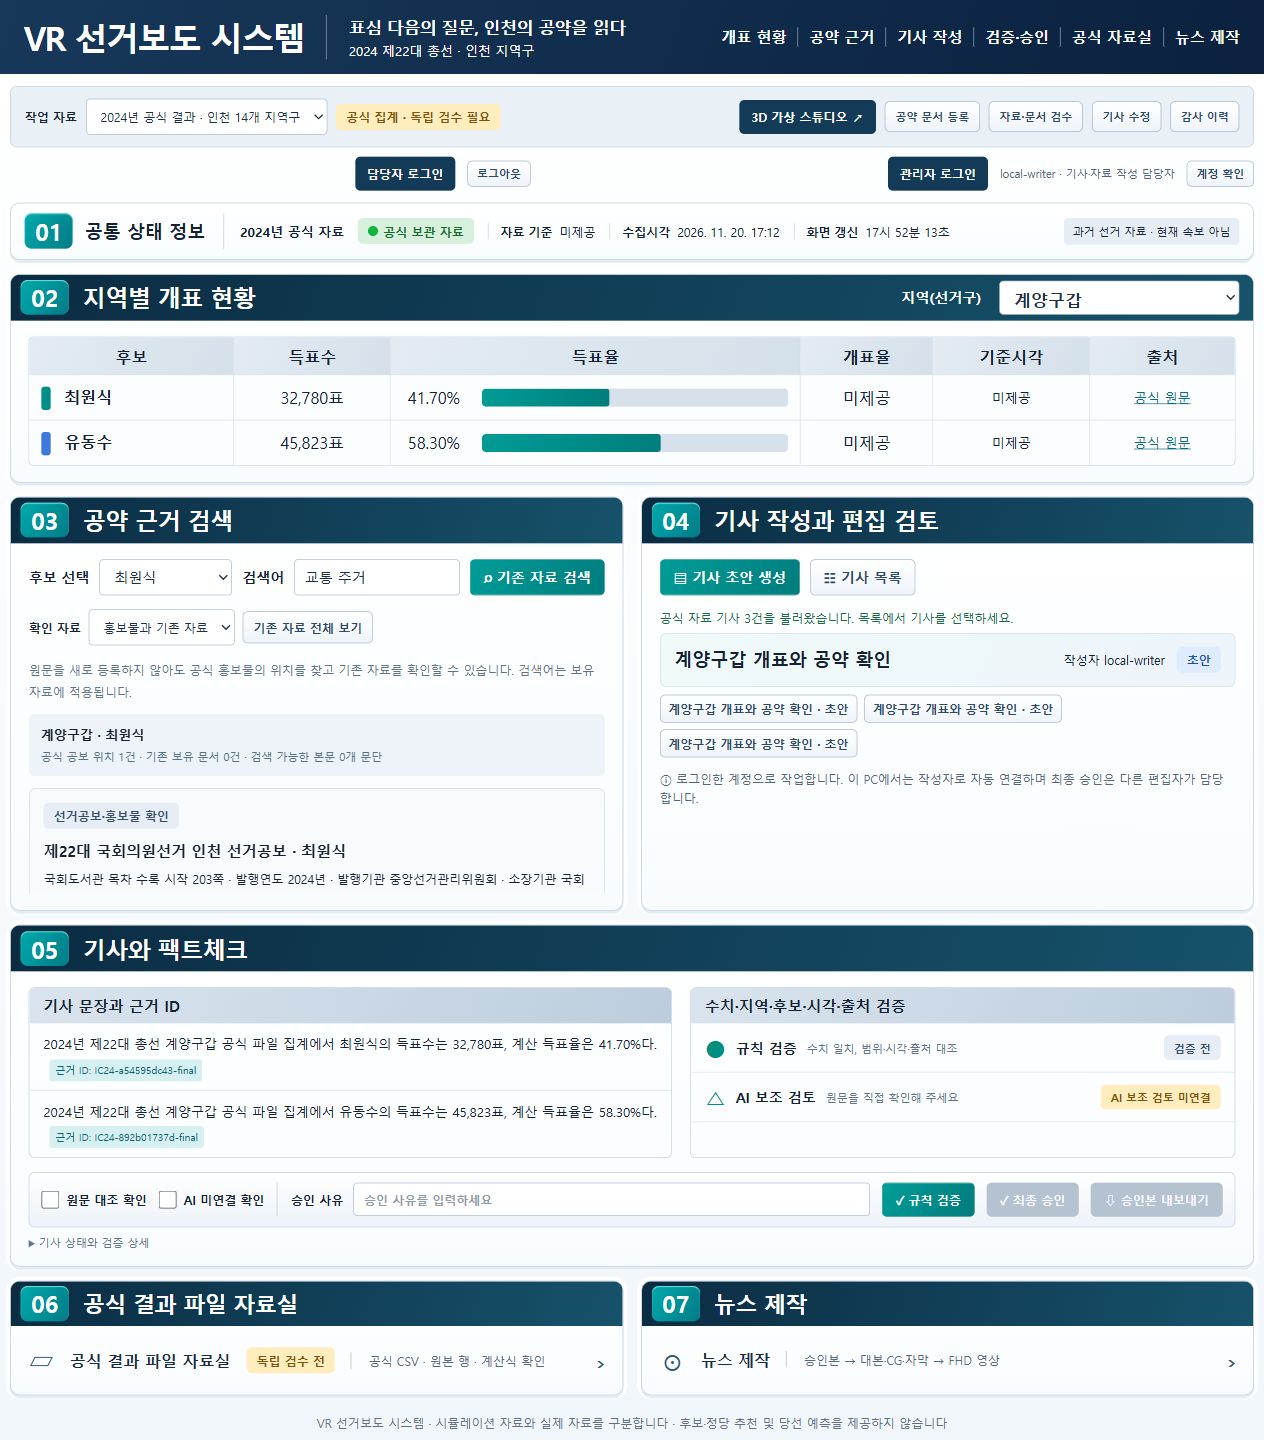 VR 선거보도 시스템
표심 다음의 질문, 인천의 공약을 읽다
2024 제22대 총선 · 인천 지역구
개표 현황 공약 근거 기사 작성 검증·승인 공식 자료실 뉴스 제작
작업 자료 2024년 공식 결과 · 인천 14개 지역구 공식 집계 · 독립 검수 필요 3D 가상 스튜디오 ↗ 공약 문서 등록 자료·문서 검수 기사 수정 감사 이력
담당자 로그인 로그아웃 관리자 로그인 local-writer · 기사·자료 작성 담당자 계정 확인
01 공통 상태 정보 2024년 공식 자료 공식 보관 자료 자료 기준 미제공 수집시각 2026. 11. 20. 17:12 화면 갱신 17시 52분 13초 과거 선거 자료 · 현재 속보 아님
02 지역별 개표 현황 지역(선거구) 계양구갑
후보 득표수 득표율 개표율 기준시각 출처
최원식 32,780표 41.70% 미제공 미제공 공식 원문
유동수 45,823표 58.30% 미제공 미제공 공식 원문
03 공약 근거 검색
후보 선택 최원식 검색어 교통 주거 기존 자료 검색
확인 자료 홍보물과 기존 자료 기존 자료 전체 보기
원문을 새로 등록하지 않아도 공식 홍보물의 위치를 찾고 기존 자료를 확인할 수 있습니다. 검색어는 보유
자료에 적용됩니다.
계양구갑 · 최원식
공식 공보 위치 1건 · 기존 보유 문서 0건 · 검색 가능한 본문 0개 문단
선거공보·홍보물 확인
제22대 국회의원선거 인천 선거공보 · 최원식
국회도서관 목차 수록 시작 203쪽 · 발행연도 2024년 · 발행기관 중앙선거관리위원회 · 소장기관 국회
04 기사 작성과 편집 검토
기사 초안 생성 기사 목록
공식 자료 기사 3건을 불러왔습니다. 목록에서 기사를 선택하세요.
계양구갑 개표와 공약 확인 작성자 local-writer 초안
계양구갑 개표와 공약 확인 · 초안 계양구갑 개표와 공약 확인 · 초안
계양구갑 개표와 공약 확인 · 초안
ⓘ 로그인한 계정으로 작업합니다. 이 PC에서는 작성자로 자동 연결하며 최종 승인은 다른 편집자가 담당
합니다.
05 기사와 팩트체크
기사 문장과 근거 ID
2024년 제22대 총선 계양구갑 공식 파일 집계에서 최원식의 득표수는 32,780표, 계산 득표율은 41.70%다.
근거 ID: IC24-a54595dc43-final
2024년 제22대 총선 계양구갑 공식 파일 집계에서 유동수의 득표수는 45,823표, 계산 득표율은 58.30%다.
근거 ID: IC24-892b01737d-final
수치·지역·후보·시각·출처 검증
규칙 검증 수치 일치, 범위·시각·출처 대조 검증 전
AI 보조 검토 원문을 직접 확인해 주세요 AI 보조 검토 미연결
원문 대조 확인 AI 미연결 확인 승인 사유 승인 사유를 입력하세요 ✓ 규칙 검증 ✓ 최종 승인 ⇩ 승인본 내보내기
▶ 기사 상태와 검증 상세
06 공식 결과 파일 자료실
공식 결과 파일 자료실 독립 검수 전 공식 CSV · 원본 행 · 계산식 확인 ›
07 뉴스 제작
뉴스 제작 승인본 → 대본·CG·자막 → FHD 영상 ›
VR 선거보도 시스템 · 시뮬레이션 자료와 실제 자료를 구분합니다 · 후보·정당 추천 및 당선 예측을 제공하지 않습니다